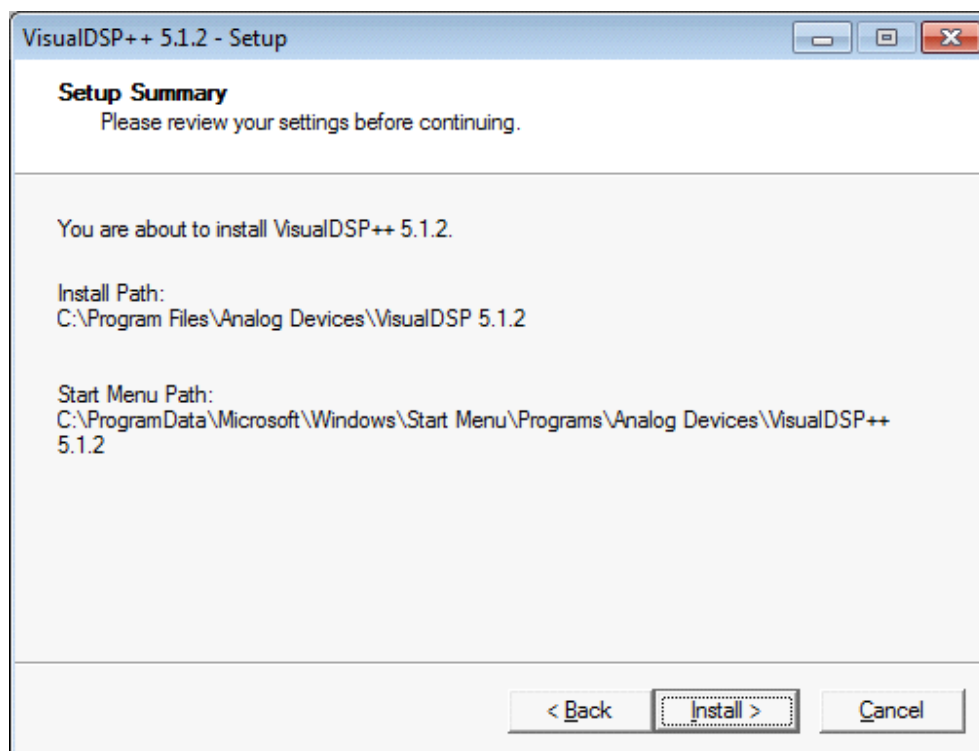 VisualDSP++ 5.1.2 - Setup
Setup Summary
Please review your settings before continuing.
You are about to install VisualDSP++ 5.1.2.
Install Path:
C:\Program Files\Analog Devices\VisualDSP 5.1.2
Start Menu Path:
C:\ProgramData\Microsoft\Windows\Start Menu\Programs\Analog Devices\VisualDSP++
5.1.2
< Back Install > Cancel